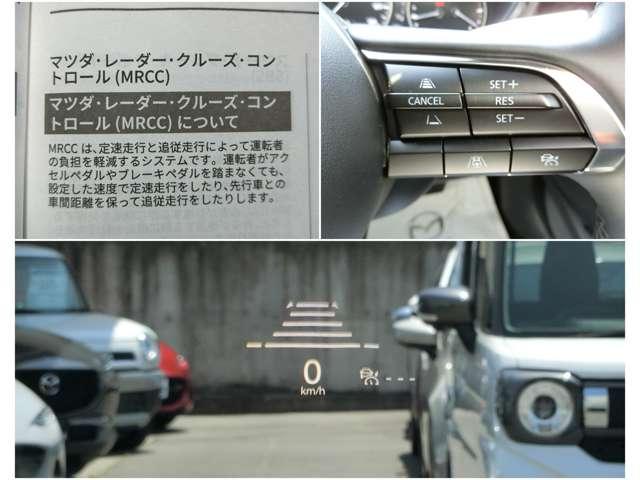 マツダ・レーダー・クルーズ・コン
トロール (MRCC)
マツダ・レーダー・クルーズ・コン
トロール (MRCC) について
MRCC は、定速走行と追従走行によって運転者
の負担を軽減するシステムです。運転者がアク
セルペダルやブレーキペダルを踏まなくても、
設定した速度で定速走行をしたり、先行車との
車間距離を保って追従走行をしたりします。
SET+
CANCEL
RES
SET-
0
km/h